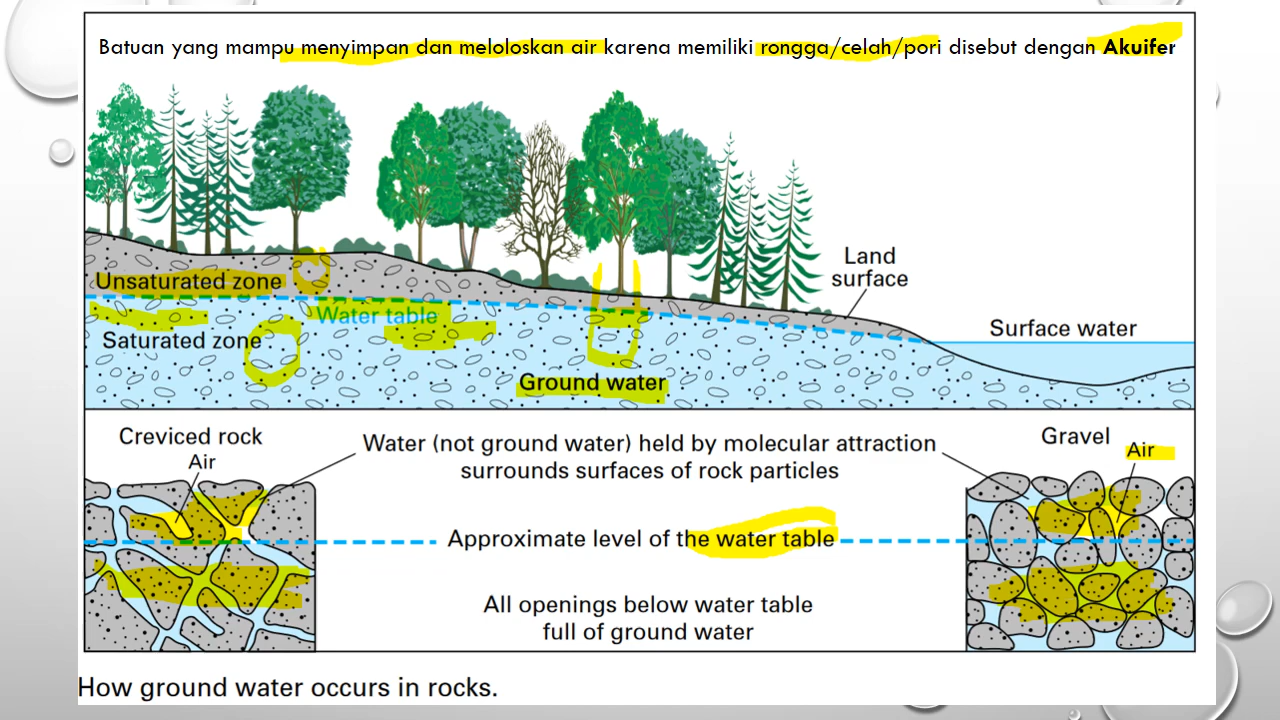 Batuan yang mampu menyimpan dan meloloskan air karena memiliki rongga/celah/pori disebut dengan Akuifer
Land
surface
Unsaturated zone
Water table
Surface water
Saturated zone
Ground water
Creviced rock
Air
Water (not ground water) held by molecular attraction
surrounds surfaces of rock particles
Gravel
Air
Approximate level of the water table
All openings below water table
full of ground water
How ground water occurs in rocks.